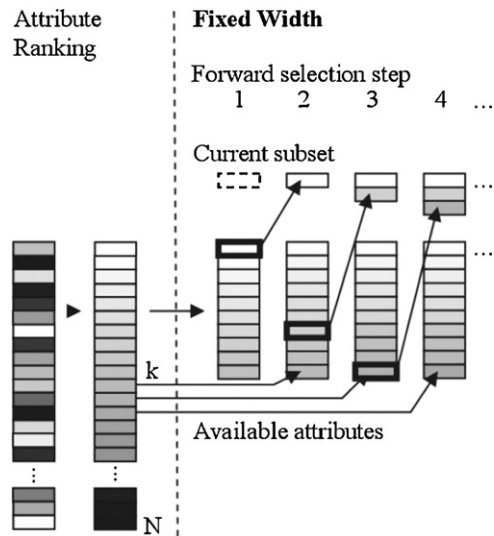 Attribute
Ranking
Fixed Width
Forward selection step
1 2 3 4 ...
Current subset
...
...
k
Available attributes
N